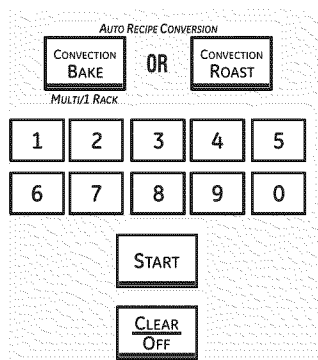 AUTO RECIPE CONVERSION
CONVECTION
BAKE
OR
CONVECTION
ROAST
MULTI/1 RACK
1 2 3 4 5
6 7 8 9 0
START
CLEAR
OFF